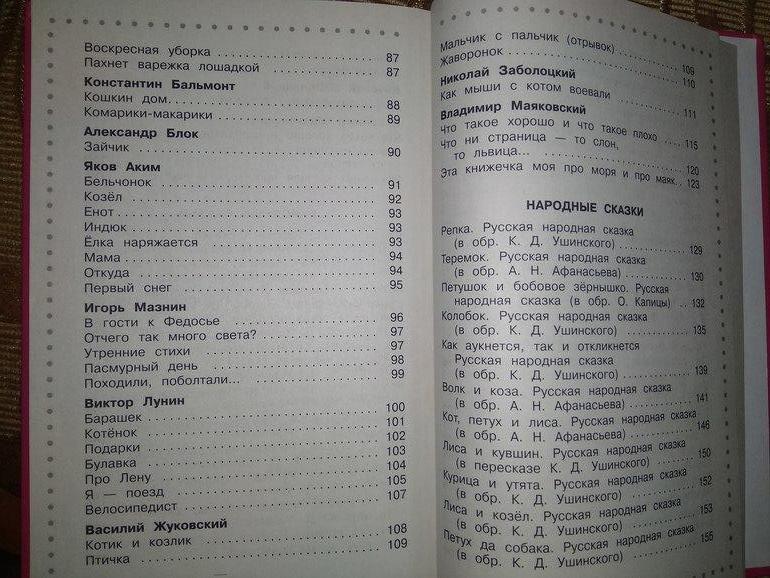 Воскресная уборка 87
Пахнет варежка лошадкой 87
Константин Бальмонт
Кошкин дом 88
Комарики-макарики 89
Александр Блок
Зайчик 90
Яков Аким
Бельчонок 91
Козёл 92
Енот 93
Индюк 93
Ёлка наряжается 93
Мама 94
Откуда 94
Первый снег 95
Игорь Мазнин
В гости к Федосье 96
Отчего так много света? 97
Утренние стихи 97
Пасмурный день 98
Походили, поболтали... 99
Виктор Лунин
Барашек 100
Котёнок 101
Подарки 102
Булавка 103
Про Лену 104
Я — поезд 105
Велосипедист 107
Василий Жуковский
Котик и козлик 108
Птичка 109
Мальчик с пальчик (отрывок) 109
Жаворонок 110
Николай Заболоцкий
Как мыши с котом воевали 111
Владимир Маяковский
Что такое хорошо и что такое плохо 115
Что ни страница — то слон,
то львица... 120
Эта книжечка моя про моря и про маяк 123
НАРОДНЫЕ СКАЗКИ
Репка. Русская народная сказка
(в обр. К. Д. Ушинского) 129
Теремок. Русская народная сказка
(в обр. А. Н. Афанасьева) 130
Петушок и бобовое зёрнышко. Русская
народная сказка (в обр. О. Капицы) 132
Колобок. Русская народная сказка
(в обр. К. Д. Ушинского) 135
Как аукнется, так и откликнется
Русская народная сказка
(в обр. К. Д. Ушинского) 139
Волк и коза. Русская народная сказка
(в обр. А. Н. Афанасьева) 141
Кот, петух и лиса. Русская народная сказка
(в обр. А. Н. Афанасьева) 146
Лиса и кувшин. Русская народная сказка
(в пересказе К. Д. Ушинского) 150
Курица и утята. Русская народная сказка
(в обр. К. Д. Ушинского) 152
Лиса и козёл. Русская народная сказка
(в обр. К. Д. Ушинского) 153
Петух да собака. Русская народная сказка
(в обр. К. Д. Ушинского) 155